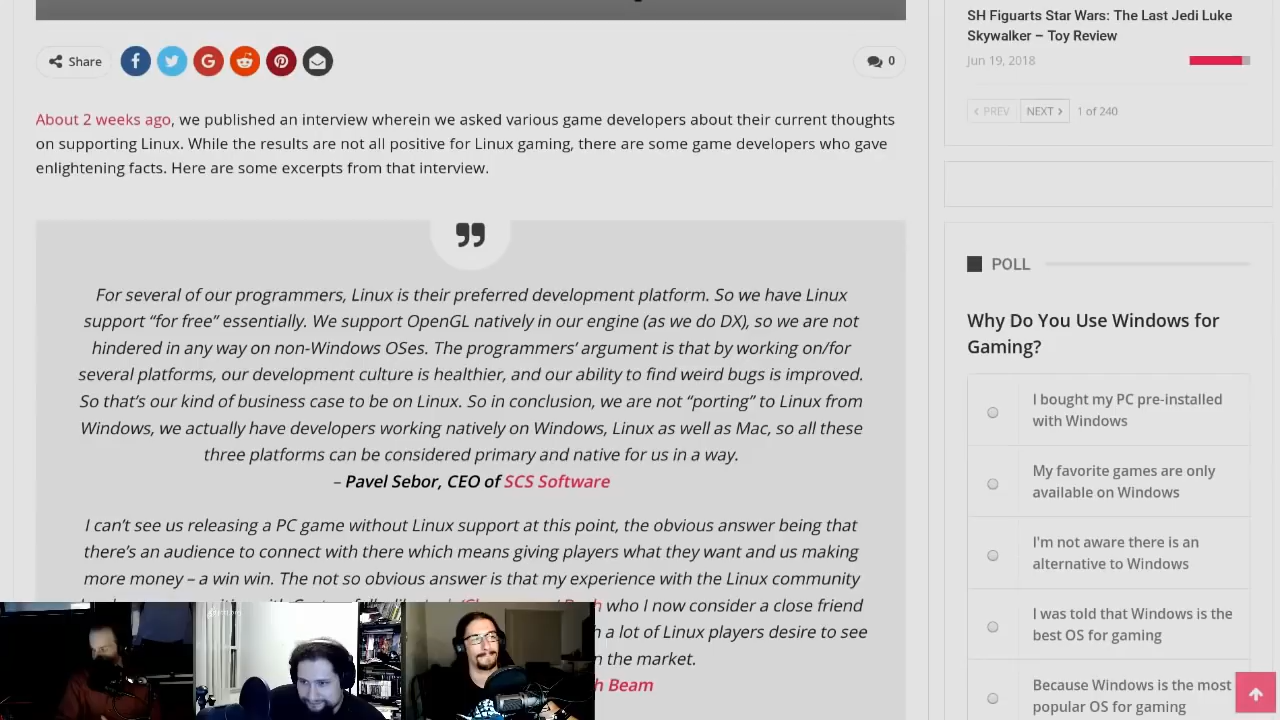 Share
0
About 2 weeks ago, we published an interview wherein we asked various game developers about their current thoughts
on supporting Linux. While the results are not all positive for Linux gaming, there are some game developers who gave
enlightening facts. Here are some excerpts from that interview.
”
For several of our programmers, Linux is their preferred development platform. So we have Linux
support “for free” essentially. We support OpenGL natively in our engine (as we do DX), so we are not
hindered in any way on non-Windows OSes. The programmers’ argument is that by working on/for
several platforms, our development culture is healthier, and our ability to find weird bugs is improved.
So that’s our kind of business case to be on Linux. So in conclusion, we are not “porting” to Linux from
Windows, we actually have developers working natively on Windows, Linux as well as Mac, so all these
three platforms can be considered primary and native for us in a way.
– Pavel Sebor, CEO of SCS Software
I can’t see us releasing a PC game without Linux support at this point, the obvious answer being that
there’s an audience to connect with there which means giving players what they want and us making
more money – a win win. The not so obvious answer is that my experience with the Linux community
who I now consider a close friend
a lot of Linux players desire to see
the market.
Beam
SH Figuarts Star Wars: The Last Jedi Luke
Skywalker – Toy Review
Jun 19, 2018
PREV
NEXT
1 of 240
POLL
Why Do You Use Windows for
Gaming?
I bought my PC pre-installed
with Windows
My favorite games are only
available on Windows
I'm not aware there is an
alternative to Windows
I was told that Windows is the
best OS for gaming
Because Windows is the most
popular OS for gaming